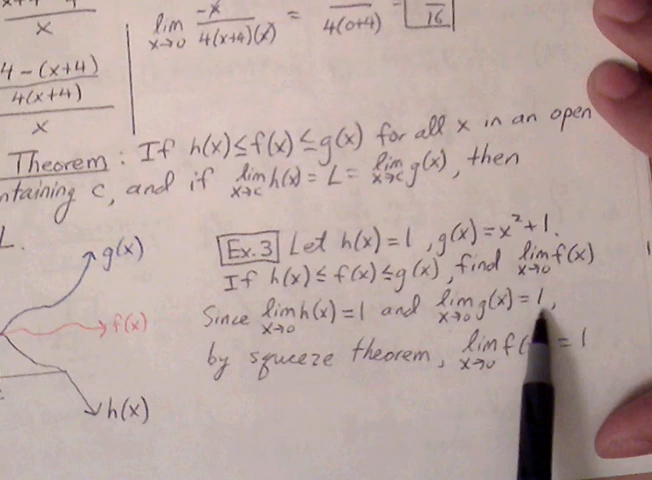 x
lim x→0 -x / 4(x+4)(x) = / 4(0+4) = 16
4 - (x+4)
4(x+4)
x
Theorem: If h(x) ≤ f(x) ≤ g(x) for all x in an open
ntaining c, and if lim x→c h(x) = L = lim x→c g(x), then
L.
g(x)
f(x)
h(x)
Ex. 3 Let h(x) = 1, g(x) = x² + 1.
If h(x) ≤ f(x) ≤ g(x), find lim x→0 f(x)
Since lim x→0 h(x) = 1 and lim x→0 g(x) = 1,
by squeeze theorem, lim x→0 f( = 1